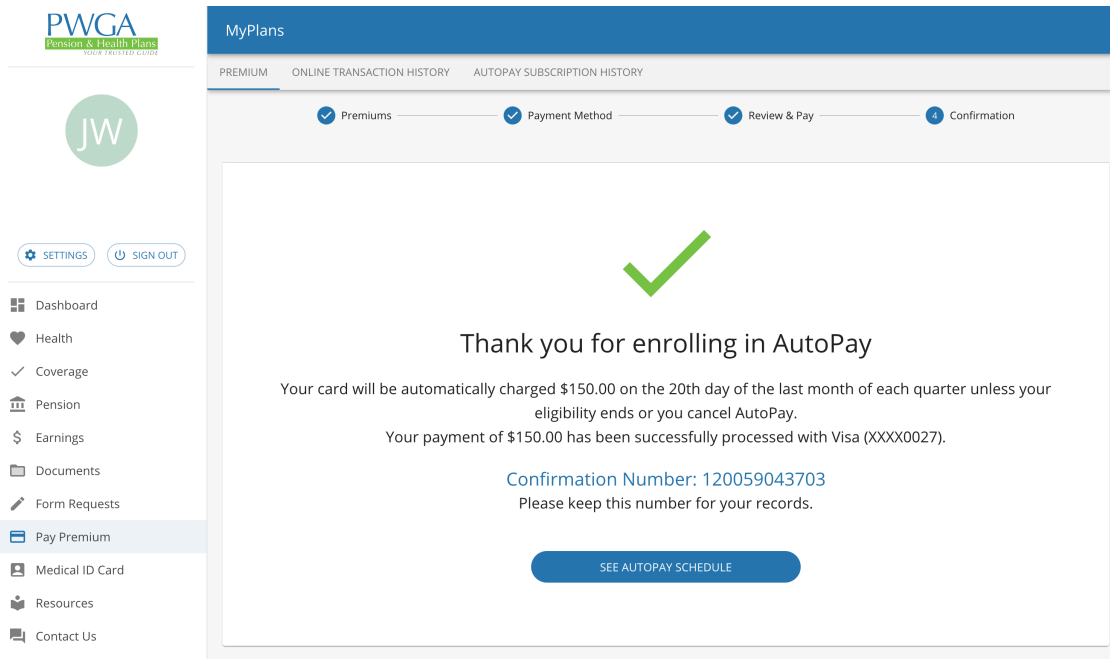 PWGA
Pension & Health Plans
YOUR TRUSTED GUIDE
JW
SETTINGS
SIGN OUT
Dashboard
Health
Coverage
Pension
Earnings
Documents
Form Requests
Pay Premium
Medical ID Card
Resources
Contact Us
MyPlans
PREMIUM ONLINE TRANSACTION HISTORY AUTOPAY SUBSCRIPTION HISTORY
Premiums Payment Method Review & Pay 4 Confirmation
Thank you for enrolling in AutoPay
Your card will be automatically charged $150.00 on the 20th day of the last month of each quarter unless your
eligibility ends or you cancel AutoPay.
Your payment of $150.00 has been successfully processed with Visa (XXXX0027).
Confirmation Number: 120059043703
Please keep this number for your records.
SEE AUTOPAY SCHEDULE